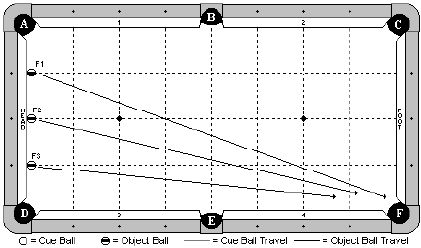 A
B
C
1
2
F1
F2
HEAD
FOOT
F3
3
4
D
E
F
= Cue Ball = Object Ball = Cue Ball Travel = Object Ball Travel